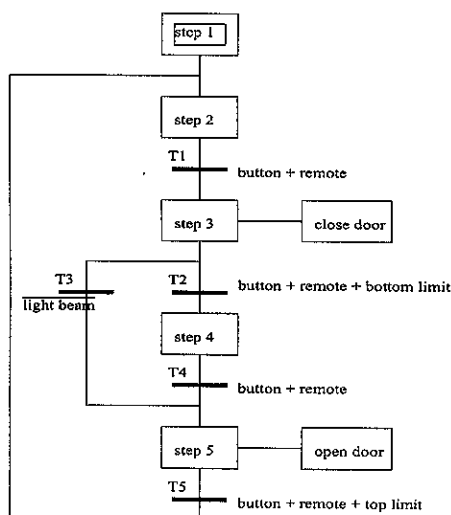 step 1
step 2
T1
button + remote
step 3
close door
T3
light beam
T2
button + remote + bottom limit
step 4
T4
button + remote
step 5
open door
T5
button + remote + top limit